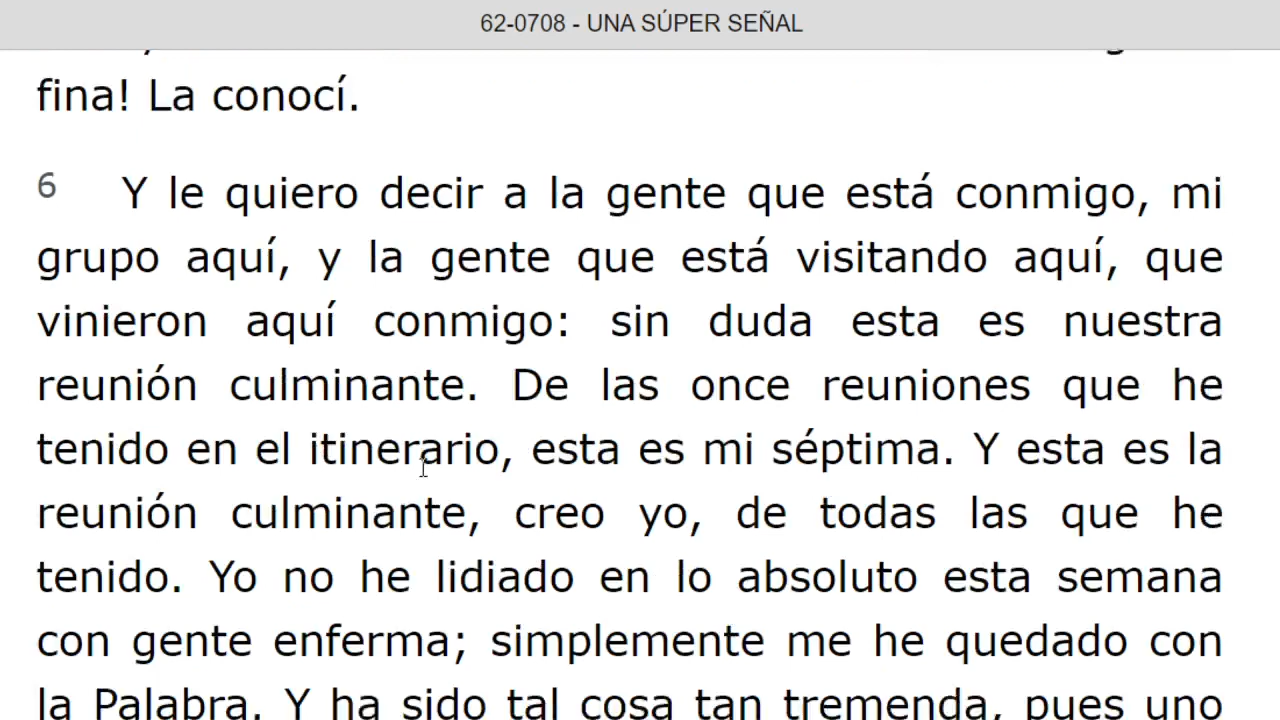 62-0708 - UNA SÚPER SEÑAL
fina! La conocí.
6 Y le quiero decir a la gente que está conmigo, mi
grupo aquí, y la gente que está visitando aquí, que
vinieron aquí conmigo: sin duda esta es nuestra
reunión culminante. De las once reuniones que he
tenido en el itinerario, esta es mi séptima. Y esta es la
reunión culminante, creo yo, de todas las que he
tenido. Yo no he lidiado en lo absoluto esta semana
con gente enferma; simplemente me he quedado con
la Palabra. Y ha sido tal cosa tan tremenda, pues uno